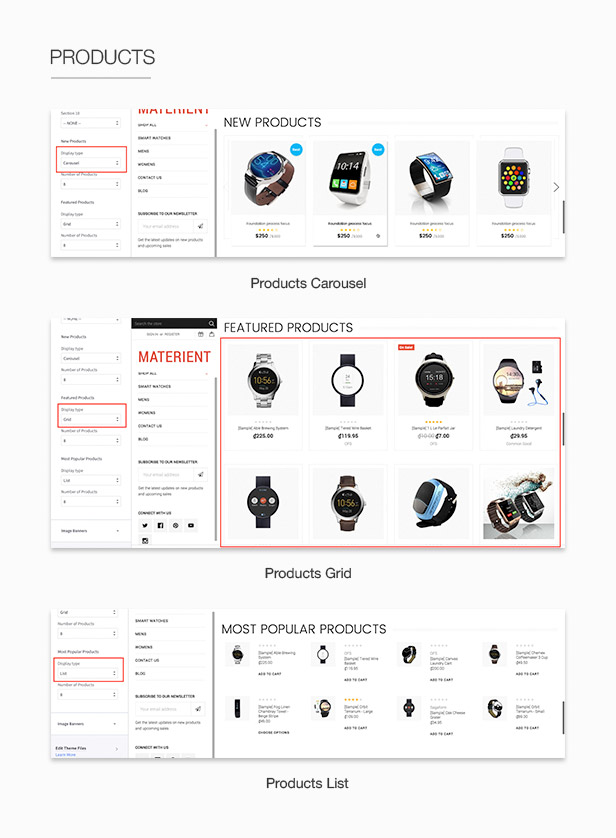 PRODUCTS
Section 15
-- NONE --
New Products
Display type
Carousel
Number of Products
8
Featured Products
Display type
Grid
Number of Products
8
MATERIENT
SHOP ALL
SMART WATCHES
MENS
WOMENS
CONTACT US
BLOG
SUBSCRIBE TO OUR NEWSLETTER
Your email address
Get the latest updates on new products
and upcoming sales
NEW PRODUCTS
Foundation process focus
$250
Foundation process focus
$250
Foundation process focus
$250
Foundation process focus
$250
Products Carousel
-- NONE --
New Products
Display type
Carousel
Number of Products
8
Featured Products
Display type
Grid
Number of Products
8
Most Popular Products
Display type
List
Number of Products
8
Image Banners
Search the store
SIGN IN or REGISTER
MATERIENT
SHOP ALL
SMART WATCHES
MENS
WOMENS
CONTACT US
BLOG
SUBSCRIBE TO OUR NEWSLETTER
Your email address
Get the latest updates on new products
and upcoming sales
CONNECT WITH US
FEATURED PRODUCTS
[Sample] Able Brewing System
₫225.00
[Sample] Tiered Wire Basket
₫119.95
OFS
On Sale!
[Sample] 1 L Le Parfait Jar
₫10.00 ₫7.00
OFS
[Sample] Laundry Detergent
₫29.95
Common Good
Products Grid
Grid
Number of Products
8
Most Popular Products
Display type
List
Number of Products
8
Image Banners
Edit Theme Files
Learn More
SMART WATCHES
MENS
WOMENS
CONTACT US
BLOG
SUBSCRIBE TO OUR NEWSLETTER
Your email address
Get the latest updates on new products
and upcoming sales
CONNECT WITH US
MOST POPULAR PRODUCTS
[Sample] Able Brewing
System
₫225.00
ADD TO CART
OFS
[Sample] Tiered Wire
Basket
₫119.95
ADD TO CART
OFS
[Sample] Canvas
Laundry Cart
₫200.00
ADD TO CART
[Sample] Chemex
Coffeemaker 3 Cup
₫49.50
ADD TO CART
[Sample] Fog Linen
Chambray Towel -
Beige Stripe
₫49.00
CHOOSE OPTIONS
[Sample] Orbit
Terrarium - Large
₫109.00
ADD TO CART
Sagaform
[Sample] Oak Cheese
Grater
₫34.95
ADD TO CART
[Sample] Orbit
Terrarium - Small
₫89.00
ADD TO CART
Products List